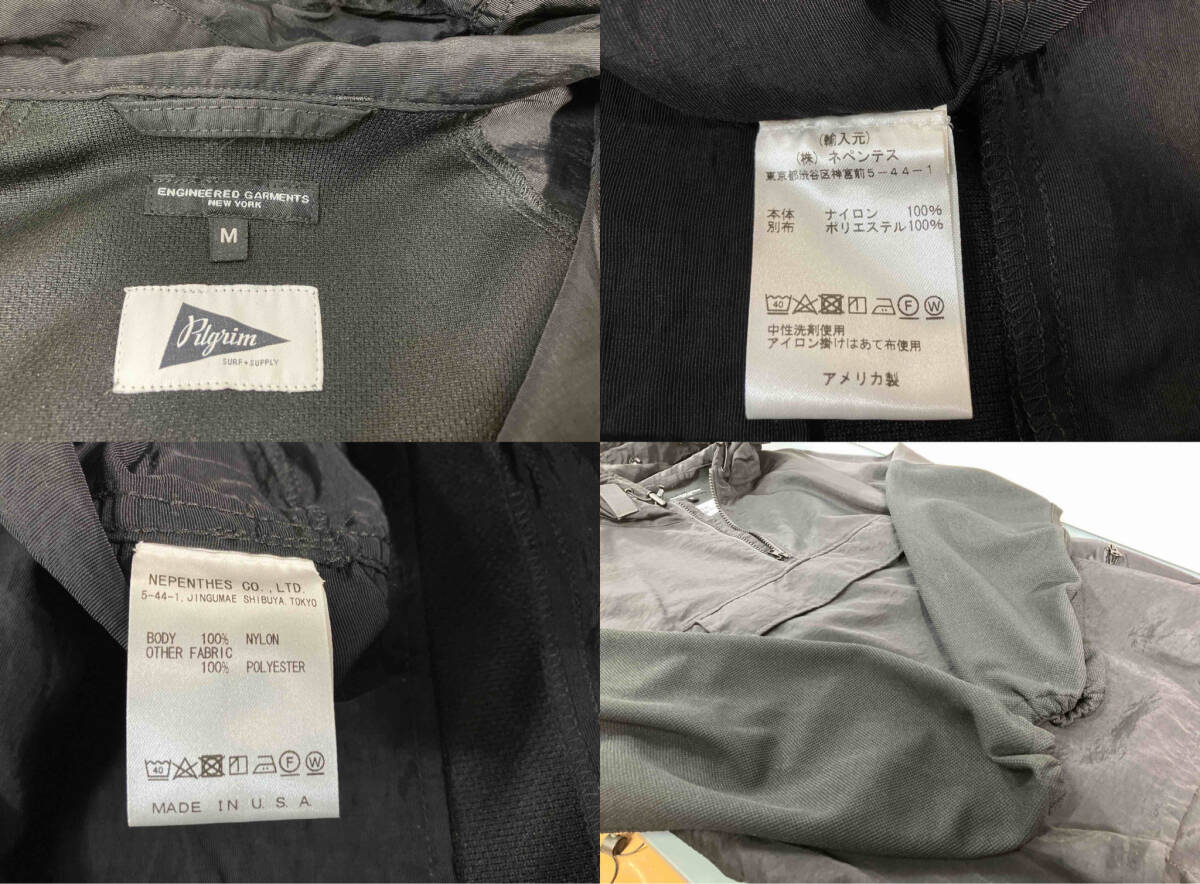 ENGINEERED GARMENTS
NEW YORK
M
Pilgrim
SURF + SUPPLY
(輸入元)
(株) ネペンテス
東京都渋谷区神宮前5-44-1
本体 ナイロン 100%
別布 ポリエステル100%
40 F W
中性洗剤使用
アイロン掛けはあて布使用
アメリカ製
NEPENTHES CO., LTD.
5-44-1, JINGUMAE SHIBUYA. TOKYO
BODY 100% NYLON
OTHER FABRIC
100% POLYESTER
40 F W
MADE IN U.S.A.